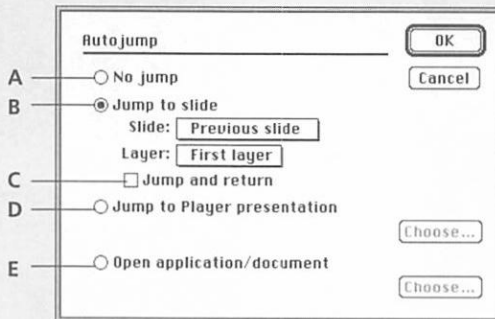 Autojump
OK
A
No jump
Cancel
B
Jump to slide
Slide: Previous slide
Layer: First layer
C
Jump and return
D
Jump to Player presentation
Choose...
E
Open application/document
Choose...